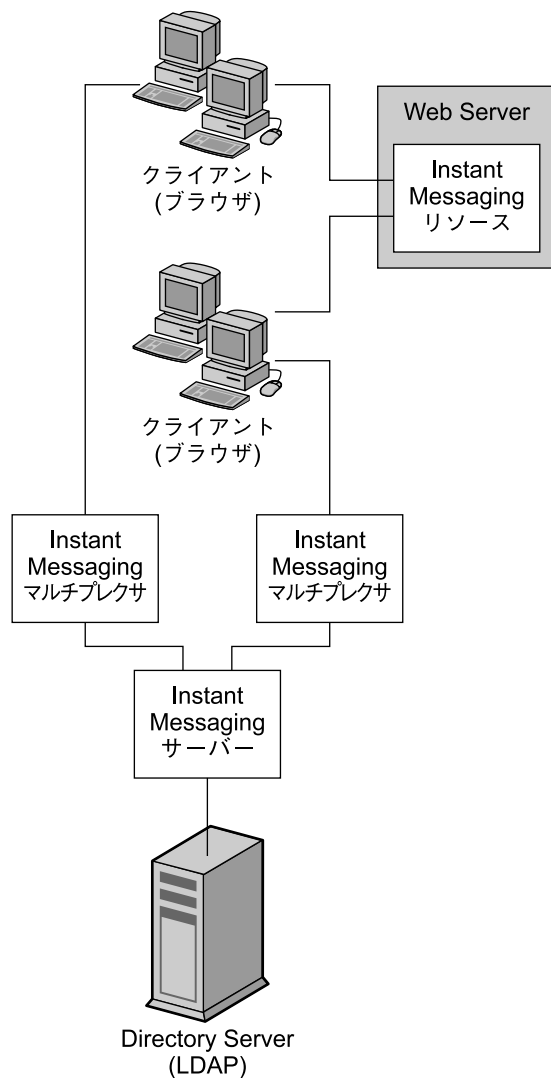 クライアント
(ブラウザ)
Web Server
Instant
Messaging
リソース
クライアント
(ブラウザ)
Instant
Messaging
マルチプレクサ
Instant
Messaging
マルチプレクサ
Instant
Messaging
サーバー
Directory Server
(LDAP)